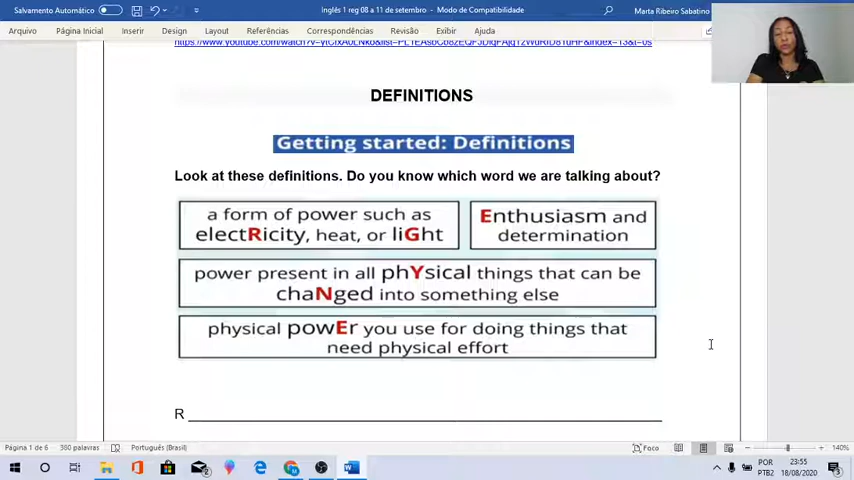 Salvamento Automático
Inglês 1 reg 08 a 11 de setembro - Modo de Compatibilidade
Marta Ribeiro Sabatino
Arquivo Página Inicial Inserir Design Layout Referências Correspondências Revisão Exibir Ajuda
DEFINITIONS
Getting started: Definitions
Look at these definitions. Do you know which word we are talking about?
a form of power such as
electRicity, heat, or liGht
Enthusiasm and
determination
power present in all phYsical things that can be
chaNged into something else
physical powEr you use for doing things that
need physical effort
R
Página 1 de 6 380 palavras Português (Brasil) Foco 140%
POR
PTB2
23:55
18/08/2020